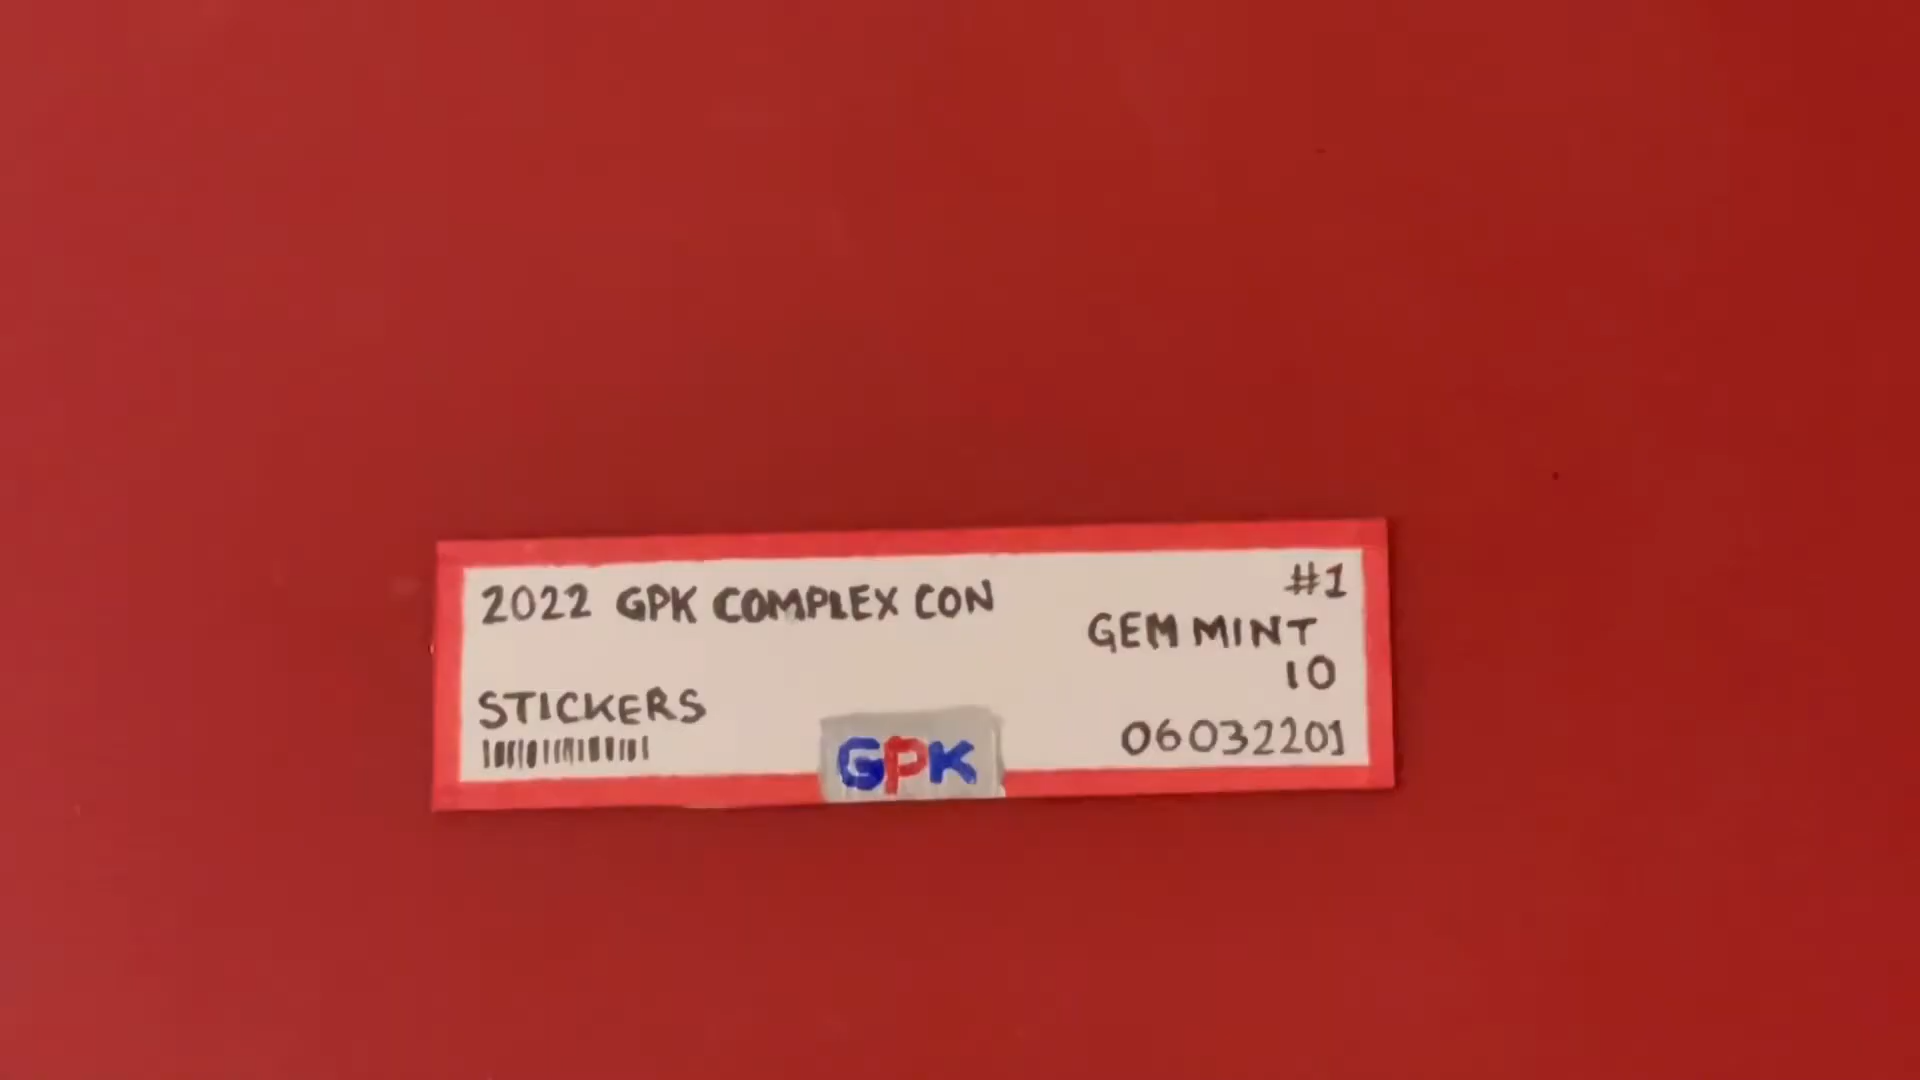 2022 GPK COMPLEX CON
#1
GEM MINT
10
STICKERS
06032201
GPK